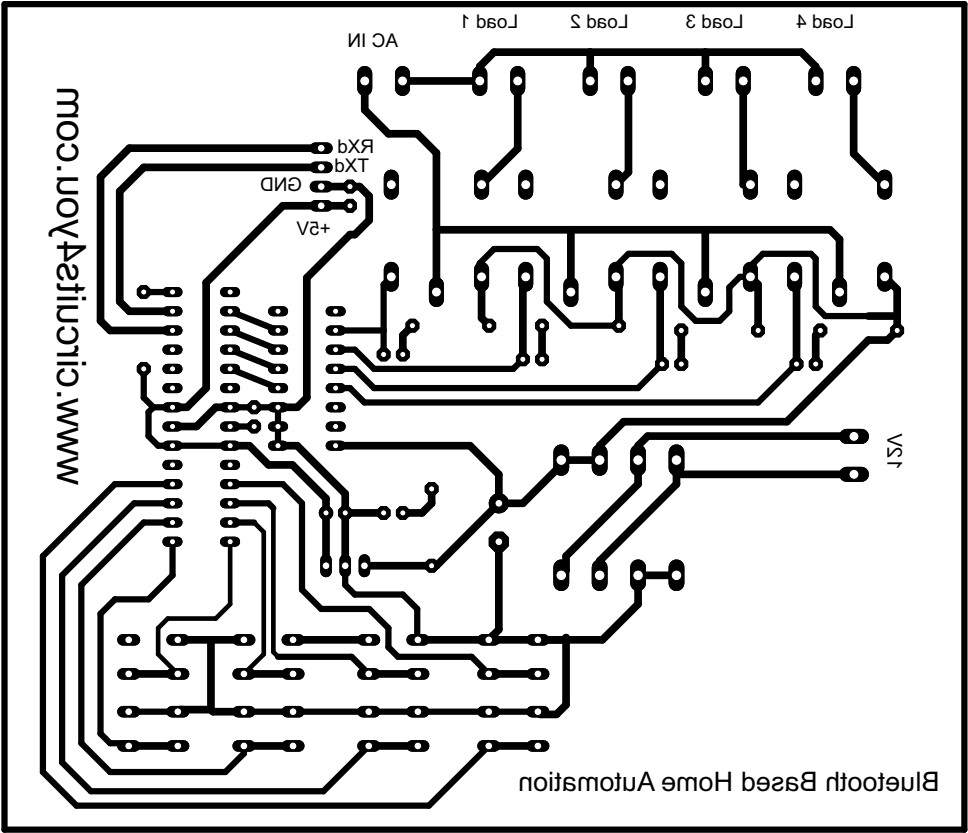 Load 1
Load 2
Load 3
Load 4
AC IN
RXd
TXd
GND
+5V
www.circuits4you.com
12V
Bluetooth Based Home Automation